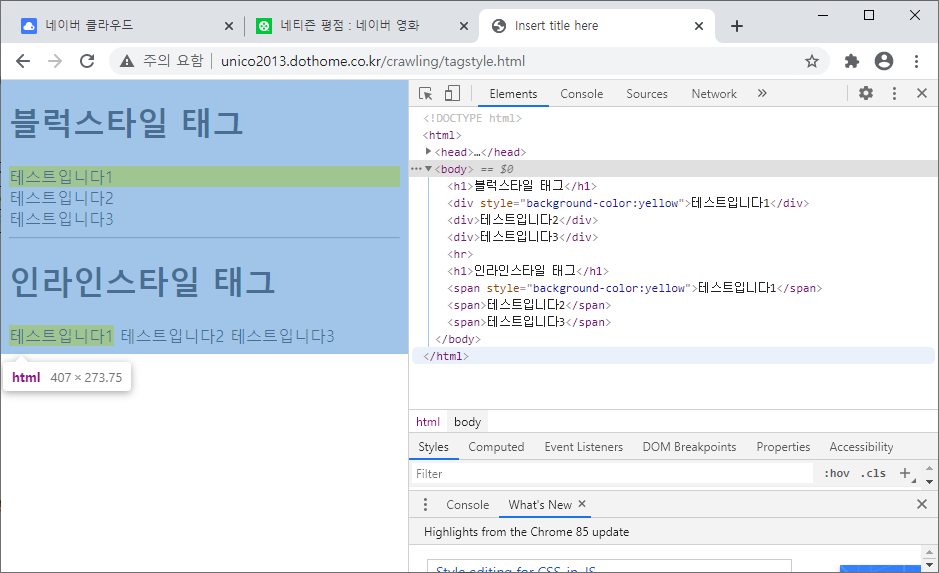 네이버 클라우드
네티즌 평점 : 네이버 영화
Insert title here
주의 요함 | unico2013.dothome.co.kr/crawling/tagstyle.html
블럭스타일 태그
테스트입니다1
테스트입니다2
테스트입니다3
인라인스타일 태그
테스트입니다1 테스트입니다2 테스트입니다3
html 407 × 273.75
Elements Console Sources Network »
<!DOCTYPE html>
<html>
<head>…</head>
<body> == $0
<h1>블럭스타일 태그</h1>
<div style="background-color:yellow">테스트입니다1</div>
<div>테스트입니다2</div>
<div>테스트입니다3</div>
<hr>
<h1>인라인스타일 태그</h1>
<span style="background-color:yellow">테스트입니다1</span>
<span>테스트입니다2</span>
<span>테스트입니다3</span>
</body>
</html>
html body
Styles Computed Event Listeners DOM Breakpoints Properties Accessibility
Filter :hov .cls +
Console What's New ×
Highlights from the Chrome 85 update
Style editing for CSS-in-JS